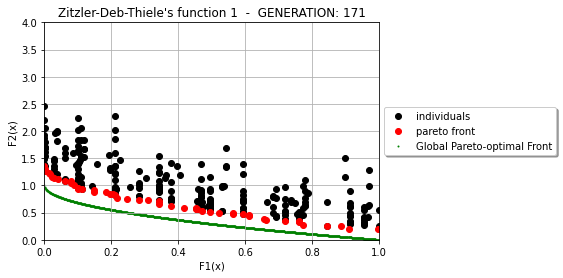 Zitzler-Deb-Thiele's function 1 - GENERATION: 171
4.0
3.5
3.0
2.5
2.0
1.5
1.0
0.5
0.0
F2(x)
0.0 0.2 0.4 0.6 0.8 1.0
F1(x)
individuals
pareto front
Global Pareto-optimal Front